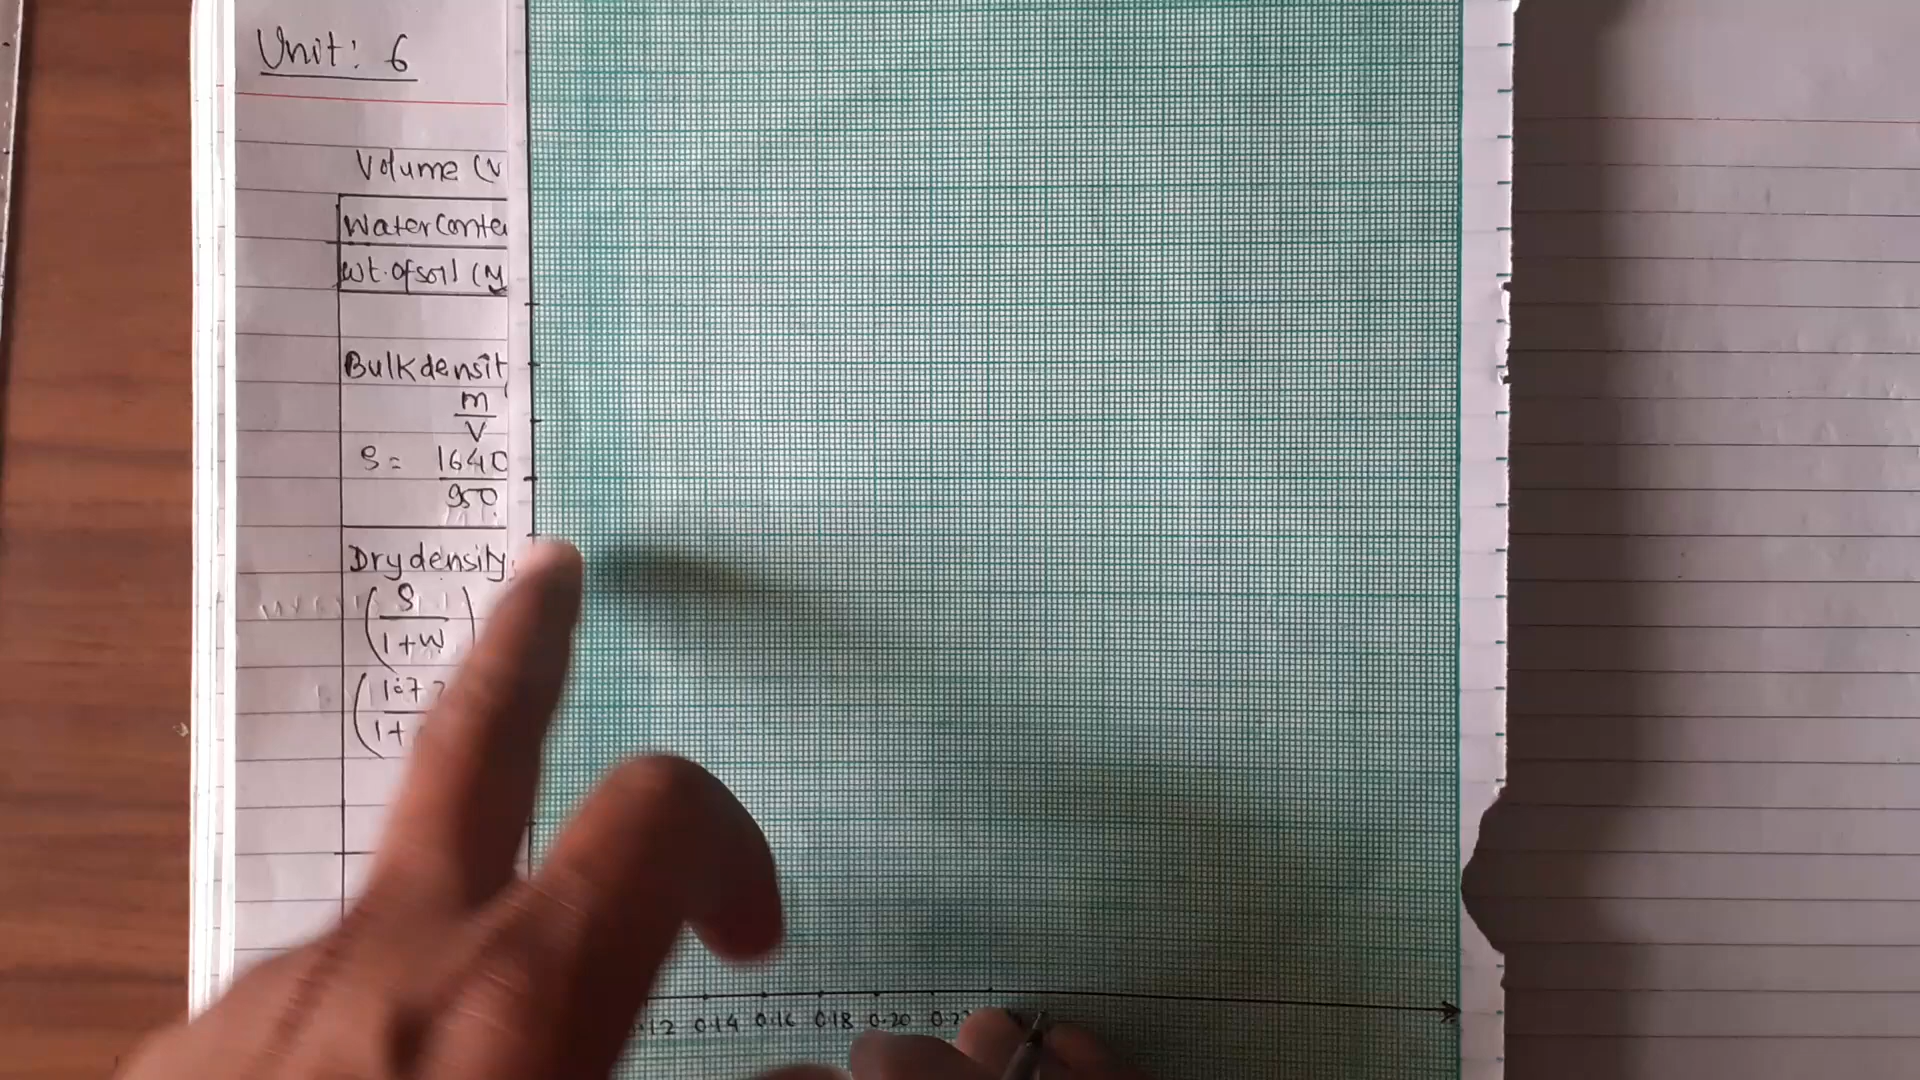 Unit: 6
Volume (V
Water Conte
Wt. of soil (M
Bulk densit
m
V
ρ = 1640
950
Dry density
ρ
1+w
1.7
1+
0.14 0.16 0.18 0.20